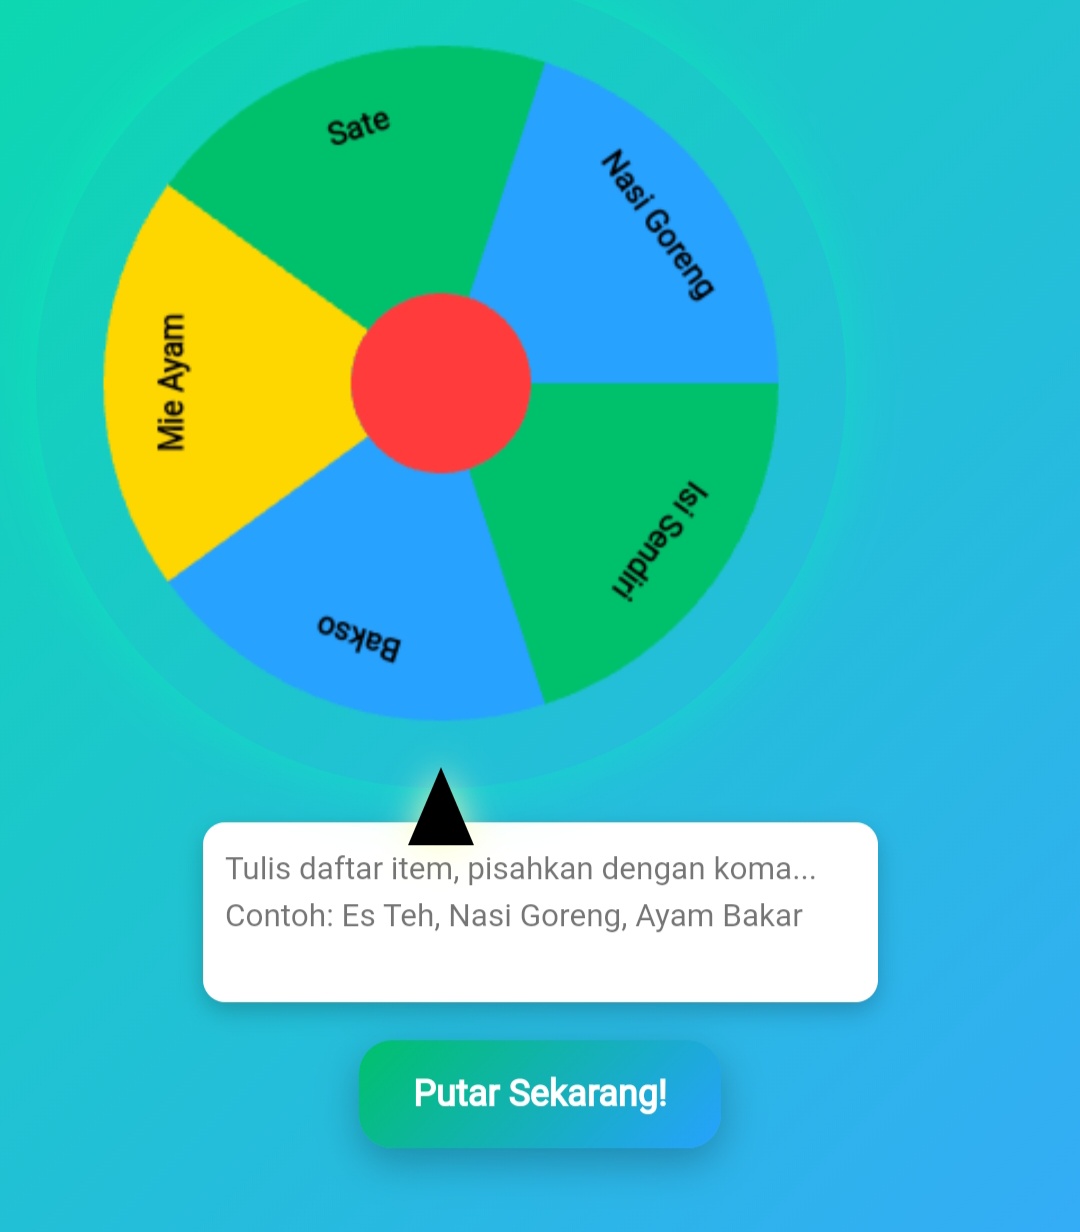 Sate
Nasi Goreng
Mie Ayam
Isi Sendiri
Bakso
Tulis daftar item, pisahkan dengan koma...
Contoh: Es Teh, Nasi Goreng, Ayam Bakar
Putar Sekarang!